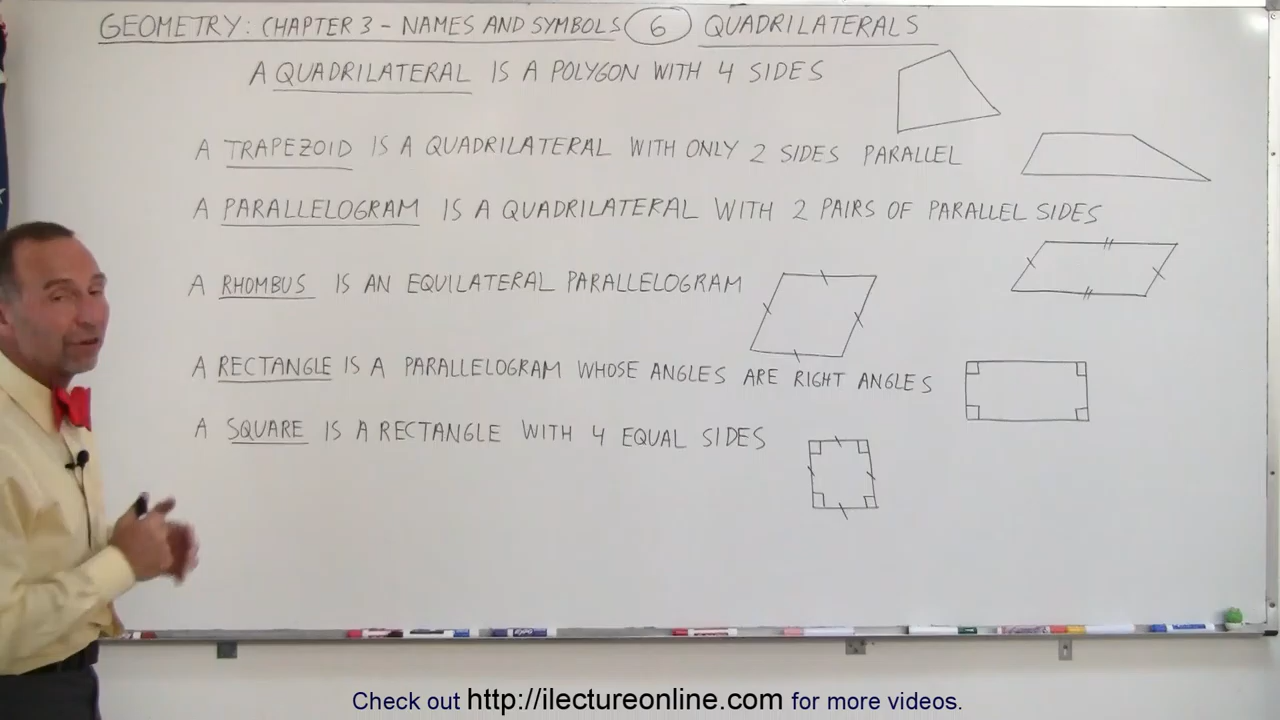 GEOMETRY: CHAPTER 3 - NAMES AND SYMBOLS 6 QUADRILATERALS
A QUADRILATERAL IS A POLYGON WITH 4 SIDES
A TRAPEZOID IS A QUADRILATERAL WITH ONLY 2 SIDES PARALLEL
A PARALLELOGRAM IS A QUADRILATERAL WITH 2 PAIRS OF PARALLEL SIDES
A RHOMBUS IS AN EQUILATERAL PARALLELOGRAM
A RECTANGLE IS A PARALLELOGRAM WHOSE ANGLES ARE RIGHT ANGLES
A SQUARE IS A RECTANGLE WITH 4 EQUAL SIDES
Check out http://ilectureonline.com for more videos.